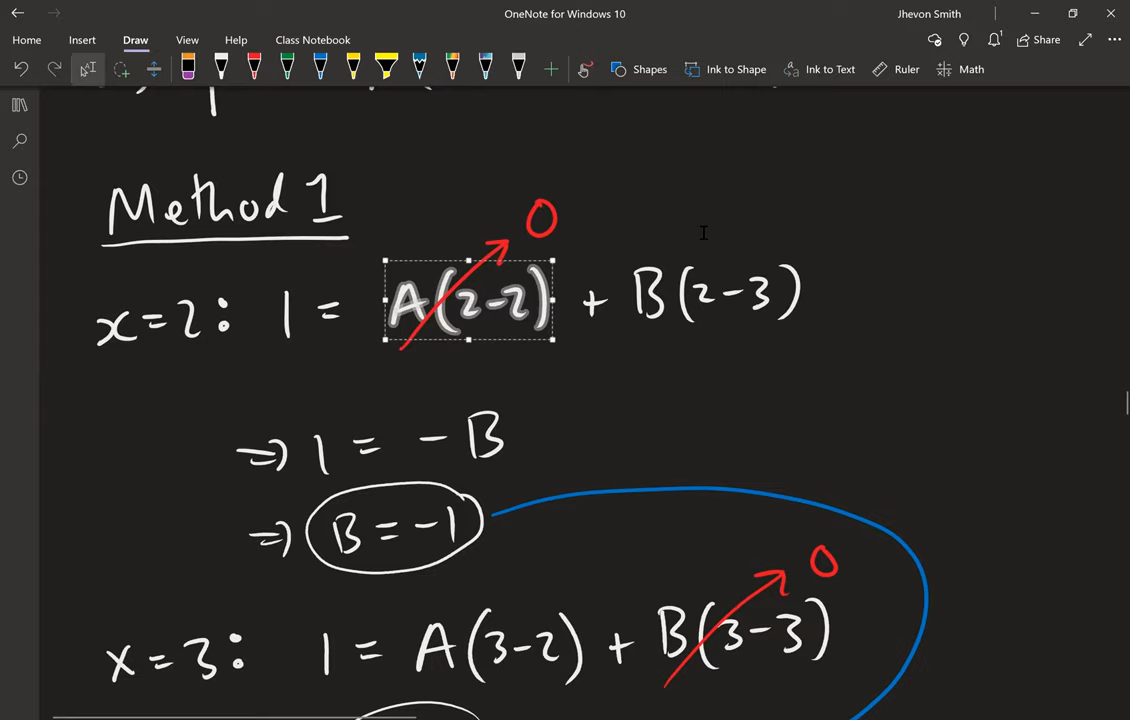 OneNote for Windows 10
Jhevon Smith
Home Insert Draw View Help Class Notebook
Share
Shapes Ink to Shape Ink to Text Ruler Math
Method 1
0
x=2: 1 = A(2-2) + B(2-3)
⇒ 1 = -B
⇒ B = -1
0
x=3: 1 = A(3-2) + B(3-3)